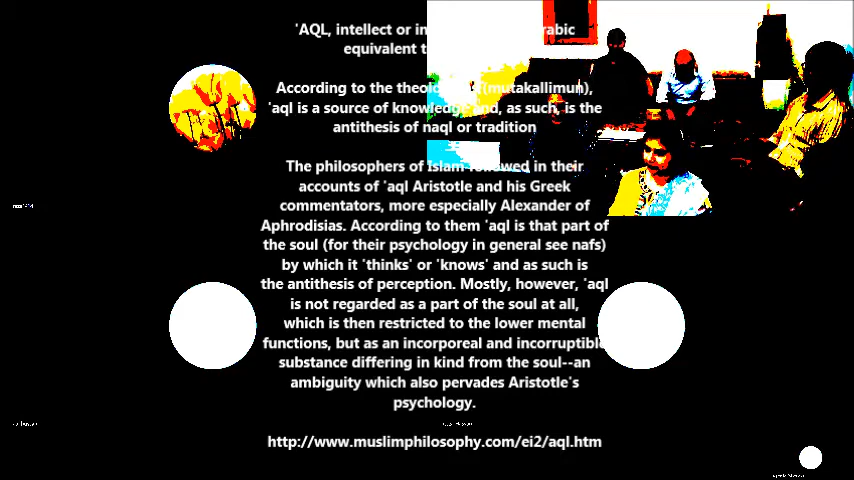 'AQL, intellect or in rabic
equivalent t
According to the theolo (mutakallimun),
'aql is a source of knowledge and, as such, is the
antithesis of naql or tradition
The philosophers of Islam followed in their
accounts of 'aql Aristotle and his Greek
commentators, more especially Alexander of
Aphrodisias. According to them 'aql is that part of
the soul (for their psychology in general see nafs)
by which it 'thinks' or 'knows' and as such is
the antithesis of perception. Mostly, however, 'aql
is not regarded as a part of the soul at all,
which is then restricted to the lower mental
functions, but as an incorporeal and incorruptible
substance differing in kind from the soul--an
ambiguity which also pervades Aristotle's
psychology.
http://www.muslimphilosophy.com/ei2/aql.htm